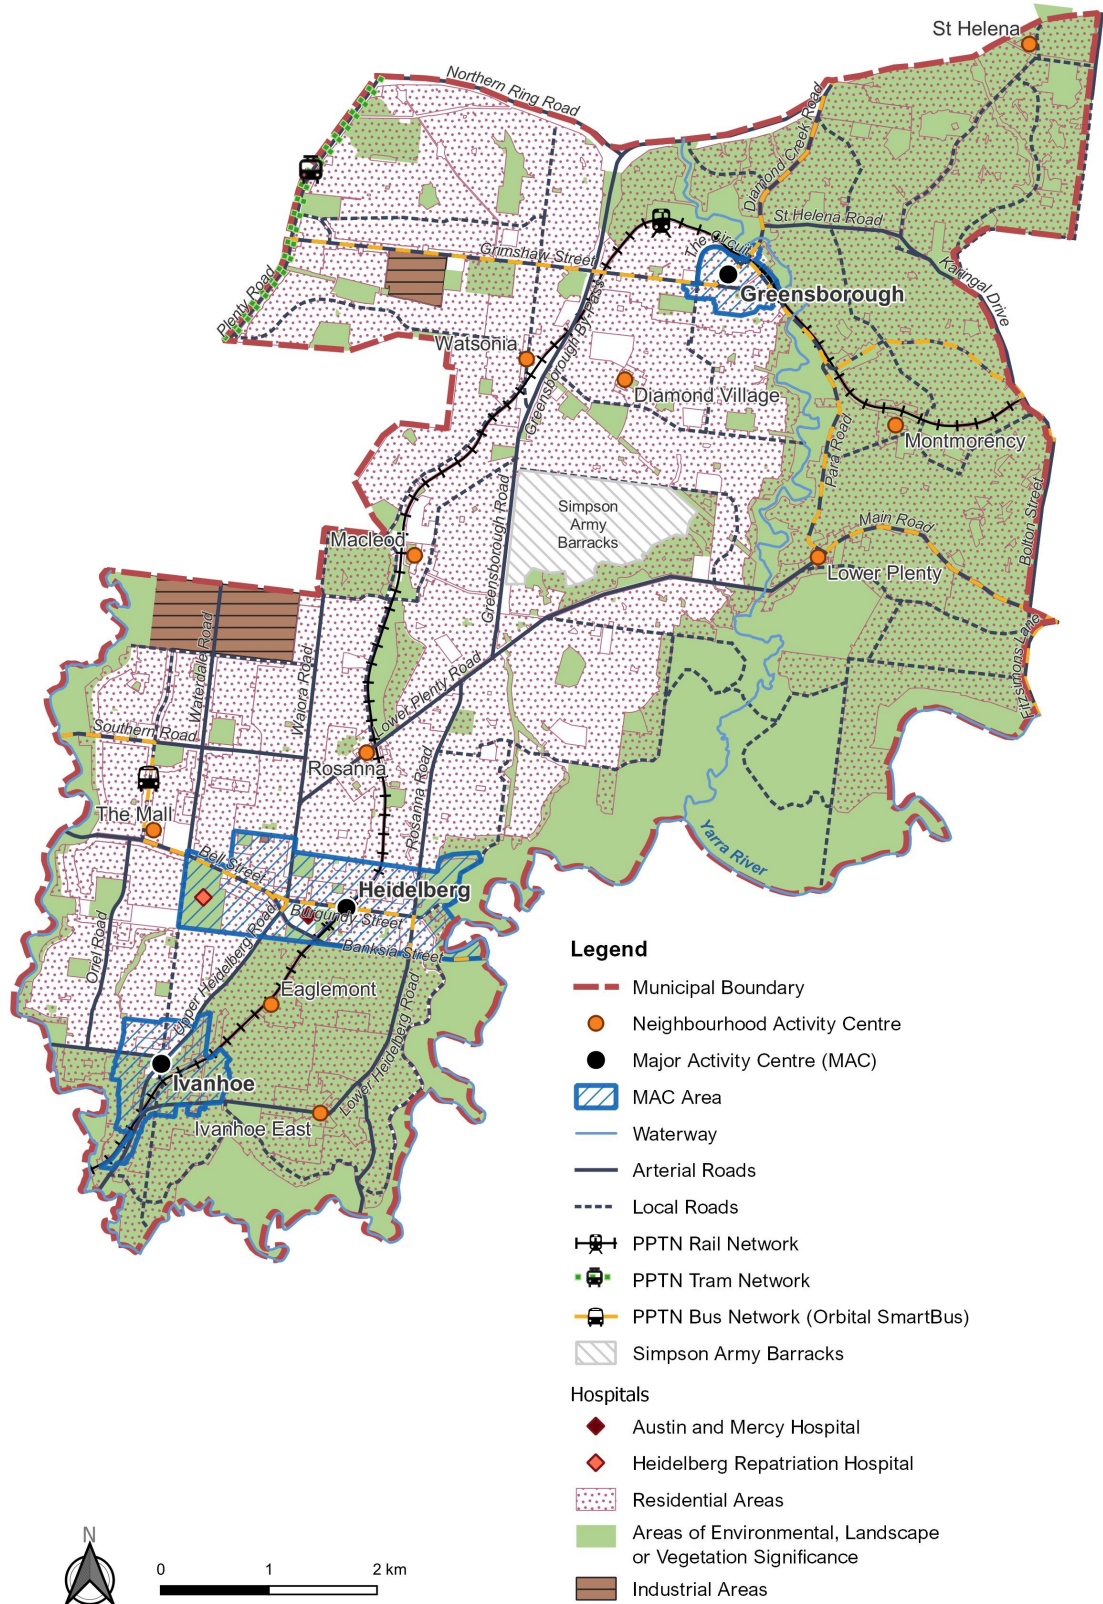 St Helena
Northern Ring Road
Diamond Creek Road
St Helena Road
The Circuit
Grimshaw Street
Karingal Drive
Plenty Road
Greensborough
Watsonia
Greensborough By Pass
Diamond Village
Montmorency
Para Road
Simpson
Army
Barracks
Bolton Street
Main Road
Macleod
Greensborough Road
Lower Plenty
Waterdale Road
Waiora Road
Lower Plenty Road
Fitzsimons Lane
Southern Road
Rosanna
Rosanna Road
The Mall
Yarra River
Bell Street
Heidelberg
Burgundy Street
Banksia Street
Oriel Road
Upper Heidelberg Road
Eaglemont
Lower Heidelberg Road
Ivanhoe
Ivanhoe East
Legend
Municipal Boundary
Neighbourhood Activity Centre
Major Activity Centre (MAC)
MAC Area
Waterway
Arterial Roads
Local Roads
PPTN Rail Network
PPTN Tram Network
PPTN Bus Network (Orbital SmartBus)
Simpson Army Barracks
Hospitals
Austin and Mercy Hospital
Heidelberg Repatriation Hospital
Residential Areas
Areas of Environmental, Landscape
or Vegetation Significance
Industrial Areas
N
0 1 2 km